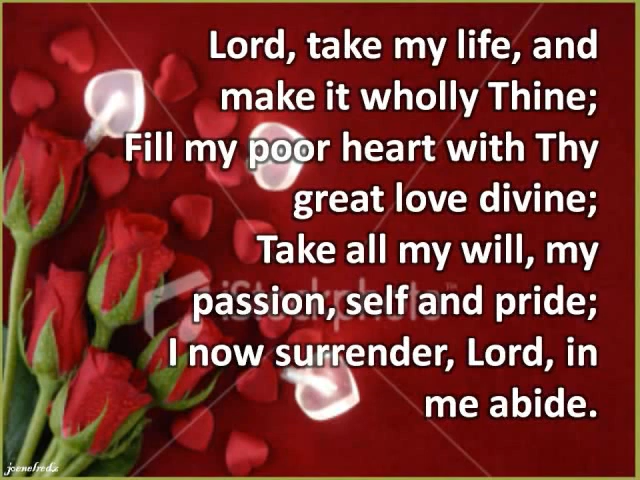 Lord, take my life, and
make it wholly Thine;
Fill my poor heart with Thy
great love divine;
Take all my will, my
passion, self and pride;
I now surrender, Lord, in
me abide.
iStockphoto™